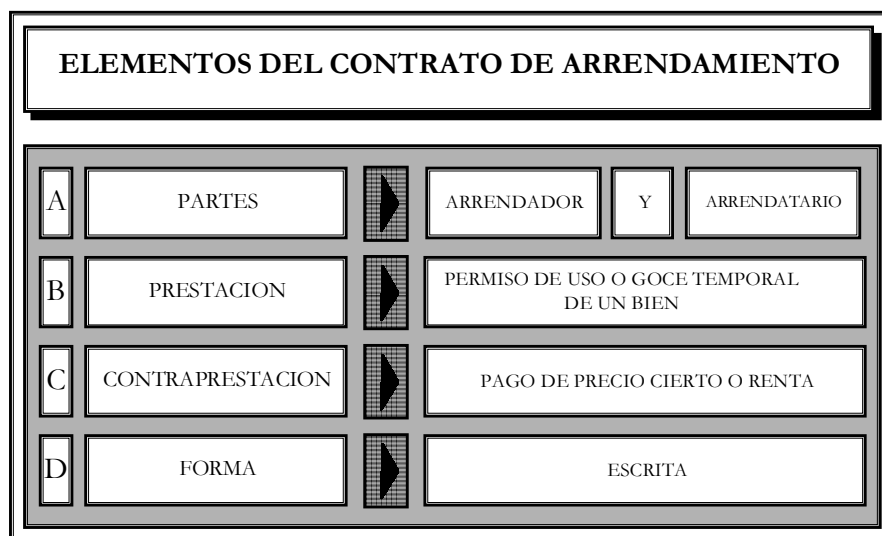 ELEMENTOS DEL CONTRATO DE ARRENDAMIENTO
A PARTES ARRENDADOR Y ARRENDATARIO
B PRESTACION PERMISO DE USO O GOCE TEMPORAL
DE UN BIEN
C CONTRAPRESTACION PAGO DE PRECIO CIERTO O RENTA
D FORMA ESCRITA